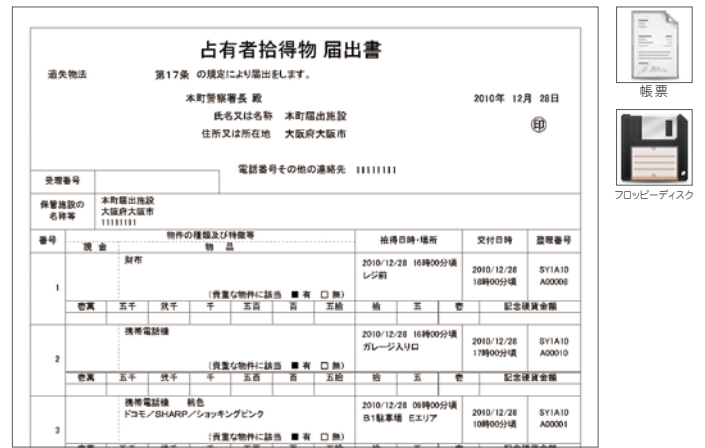 占有者拾得物 届出書
遺失物法 第17条 の規定により届出をします。
本町警察署長 殿 2010年 12月 28日
氏名又は名称 本町届出施設 印
住所又は所在地 大阪府大阪市
電話番号その他の連絡先 11111111
受理番号
保管施設の名称等 本町届出施設
大阪府大阪市
11111111
番号 物件の種類及び特徴等 拾得日時・場所 交付日時 整理番号
現金 物品
1 財布 2010/12/28 16時00分頃 レジ前 2010/12/28 18時00分頃 SY1A10 A00008
(貴重な物件に該当 ■ 有 □ 無)
壱萬 五千 弐千 千 五百 百 五拾 拾 五 壱 記念硬貨金額
2 携帯電話機 2010/12/28 16時00分頃 ガレージ入り口 2010/12/28 17時00分頃 SY1A10 A00010
(貴重な物件に該当 ■ 有 □ 無)
壱萬 五千 弐千 千 五百 百 五拾 拾 五 壱 記念硬貨金額
3 携帯電話機 桃色 2010/12/28 09時00分頃 B1駐車場 Eエリア 2010/12/28 10時00分頃 SY1A10 A00001
ドコモ/SHARP/ショッキングピンク
(貴重な物件に該当 ■ 有 □ 無)
帳票
フロッピーディスク